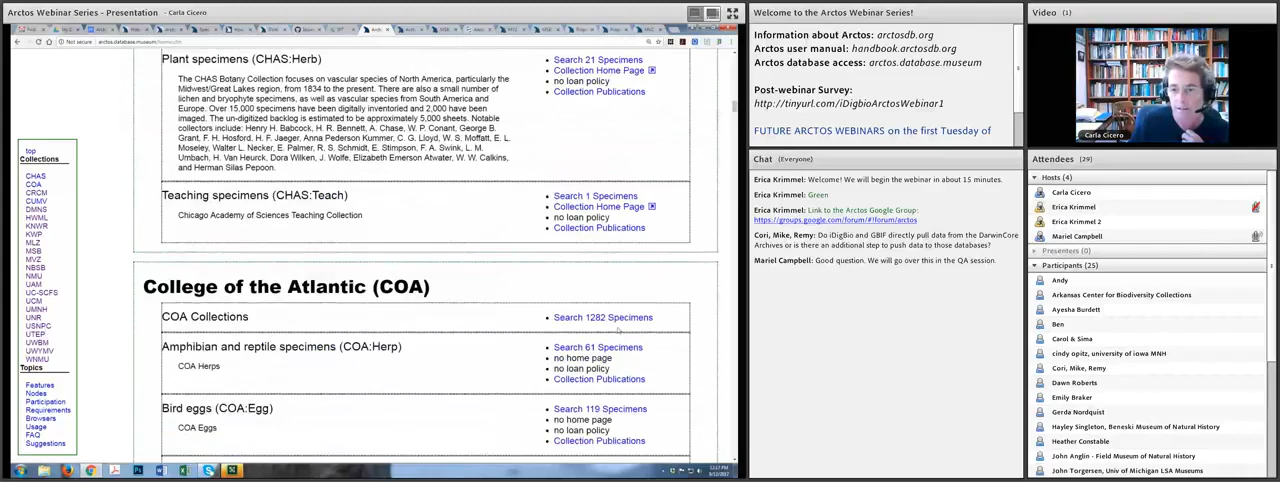 Arctos Webinar Series - Presentation - Carla Cicero
Not secure | arctos.database.museum/home.cfm
Plant specimens (CHAS:Herb)
The CHAS Botany Collection focuses on vascular species of North America, particularly the
Midwest/Great Lakes region, from 1834 to the present. There are also a small number of
lichen and bryophyte specimens, as well as vascular species from South America and
Europe. Over 15,000 specimens have been digitally inventoried and 2,000 have been
imaged. The un-digitized backlog is estimated to be approximately 5,000 sheets. Notable
collectors include: Henry H. Babcock, H. R. Bennett, A. Chase, W. P. Conant, George B.
Grant, F. H. Hosford, H. F. Jaeger, Anna Pederson Kummer, C. G. Lloyd, W. S. Moffatt, E. L.
Moseley, Walter L. Necker, E. Palmer, R. S. Schmidt, E. Stimpson, F. A. Swink, L. M.
Umbach, H. Van Heurck, Dora Wilken, J. Wolfe, Elizabeth Emerson Atwater, W. W. Calkins,
and Herman Silas Pepoon.
Search 21 Specimens
Collection Home Page
no loan policy
Collection Publications
Teaching specimens (CHAS:Teach)
Chicago Academy of Sciences Teaching Collection
Search 1 Specimens
Collection Home Page
no loan policy
Collection Publications
College of the Atlantic (COA)
COA Collections
Search 1282 Specimens
Amphibian and reptile specimens (COA:Herp)
COA Herps
Search 61 Specimens
no home page
no loan policy
Collection Publications
Bird eggs (COA:Egg)
COA Eggs
Search 119 Specimens
no home page
no loan policy
Collection Publications
top
Collections
CHAS
COA
CRCM
CUMV
DMNS
HWML
KNWR
KWP
MLZ
MSB
MVZ
NBSB
NMU
UAM
UC-SCFS
UCM
UMNH
UNR
USNPC
UTEP
UWBM
UWYMV
WNMU
Topics
Features
Nodes
Participation
Requirements
Browsers
Usage
FAQ
Suggestions
12:17 PM
9/12/2017
Welcome to the Arctos Webinar Series!
Information about Arctos: arctosdb.org
Arctos user manual: handbook.arctosdb.org
Arctos database access: arctos.database.museum
Post-webinar Survey:
http://tinyurl.com/iDigbioArctosWebinar1
FUTURE ARCTOS WEBINARS on the first Tuesday of
Chat (Everyone)
Erica Krimmel: Welcome! We will begin the webinar in about 15 minutes.
Erica Krimmel: Green
Erica Krimmel: Link to the Arctos Google Group:
https://groups.google.com/forum/#!forum/arctos
Cori, Mike, Remy: Do iDigBio and GBIF directly pull data from the DarwinCore
Archives or is there an additional step to push data to those databases?
Mariel Campbell: Good question. We will go over this in the QA session.
Video (1)
Carla Cicero
Attendees (29)
Hosts (4)
Carla Cicero
Erica Krimmel
Erica Krimmel 2
Mariel Campbell
Presenters (0)
Participants (25)
Andy
Arkansas Center for Biodiversity Collections
Ayesha Burdett
Ben
Carol & Sima
cindy opitz, university of iowa MNH
Cori, Mike, Remy
Dawn Roberts
Emily Braker
Gerda Nordquist
Hayley Singleton, Beneski Museum of Natural History
Heather Constable
John Anglin - Field Museum of Natural History
John Torgersen, Univ of Michigan LSA Museums